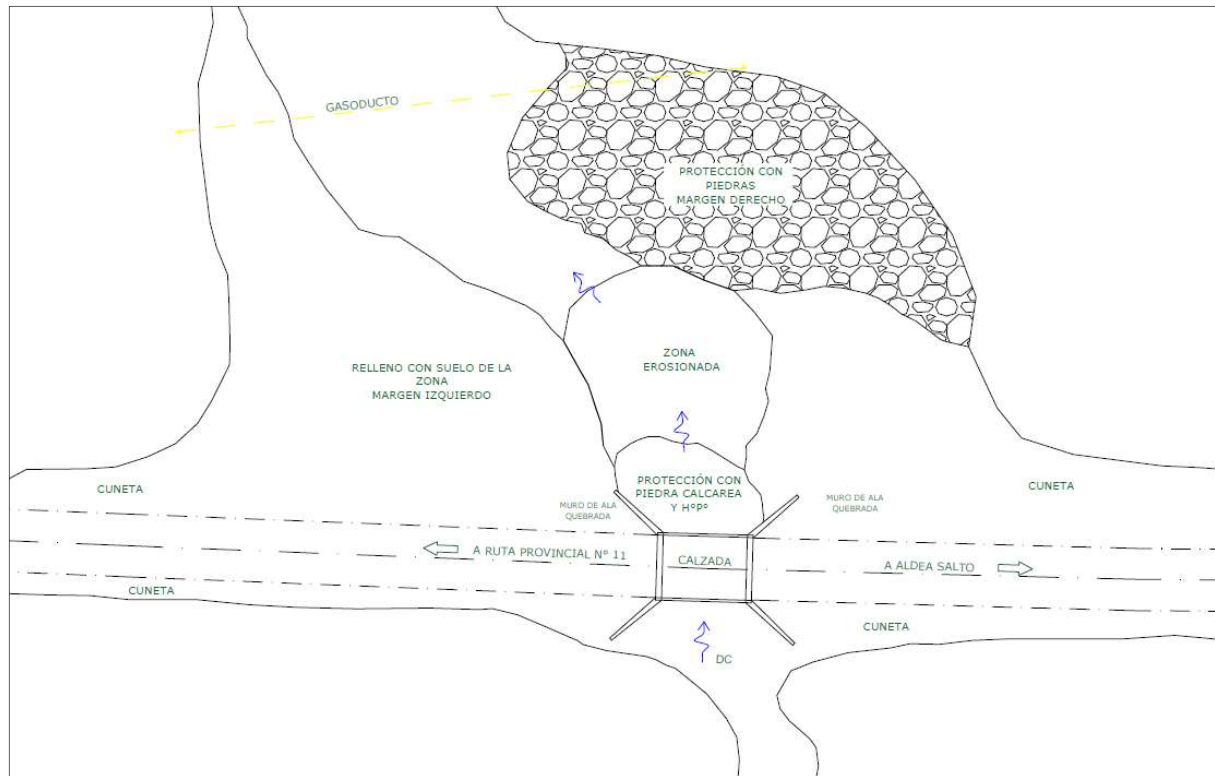 GASODUCTO
PROTECCIÓN CON
PIEDRAS
MARGEN DERECHO
ZONA
EROSIONADA
RELLENO CON SUELO DE LA
ZONA
MARGEN IZQUIERDO
CUNETA
PROTECCIÓN CON
PIEDRA CALCAREA
Y HºPº
CUNETA
MURO DE ALA
QUEBRADA
MURO DE ALA
QUEBRADA
A RUTA PROVINCIAL Nº 11
CALZADA
A ALDEA SALTO
CUNETA
CUNETA
DC